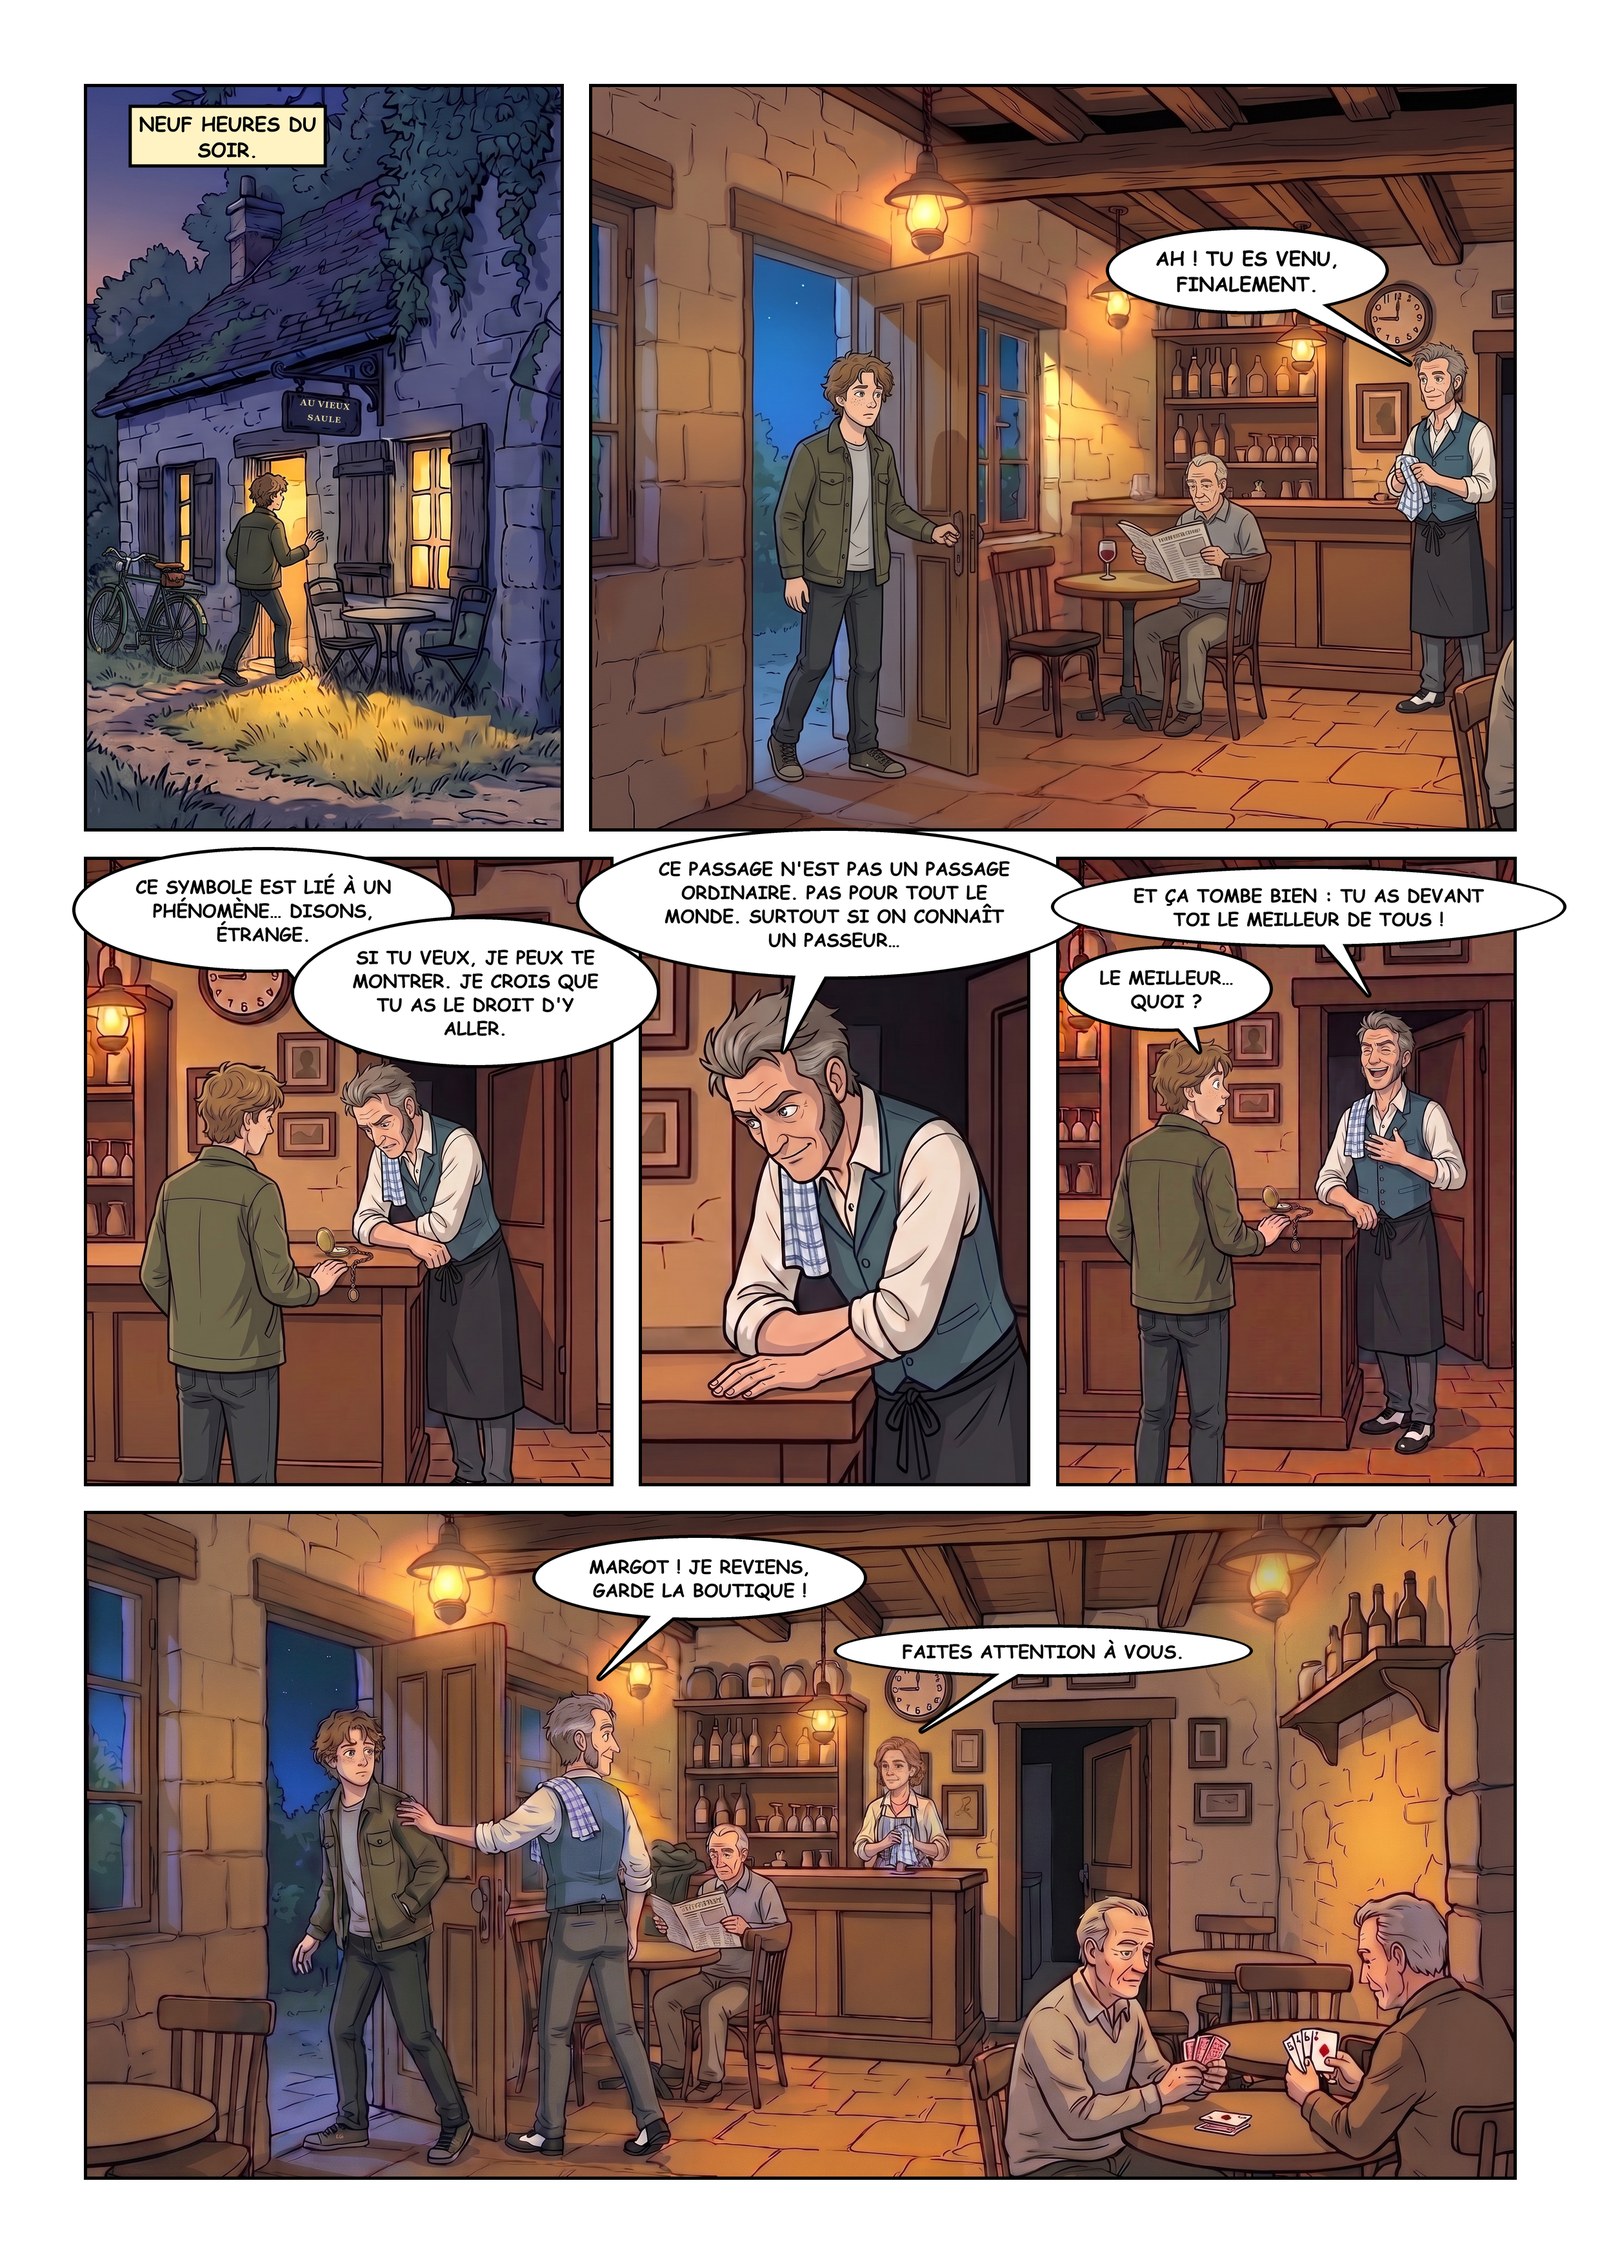 NEUF HEURES DU
SOIR.
AU VIEUX
SAULE
AH ! TU ES VENU,
FINALEMENT.
CE SYMBOLE EST LIÉ À UN
PHÉNOMÈNE... DISONS,
ÉTRANGE.
SI TU VEUX, JE PEUX TE
MONTRER. JE CROIS QUE
TU AS LE DROIT D'Y
ALLER.
CE PASSAGE N'EST PAS UN PASSAGE
ORDINAIRE. PAS POUR TOUT LE
MONDE. SURTOUT SI ON CONNAÎT
UN PASSEUR...
ET ÇA TOMBE BIEN : TU AS DEVANT
TOI LE MEILLEUR DE TOUS !
LE MEILLEUR...
QUOI ?
MARGOT ! JE REVIENS,
GARDE LA BOUTIQUE !
FAITES ATTENTION À VOUS.